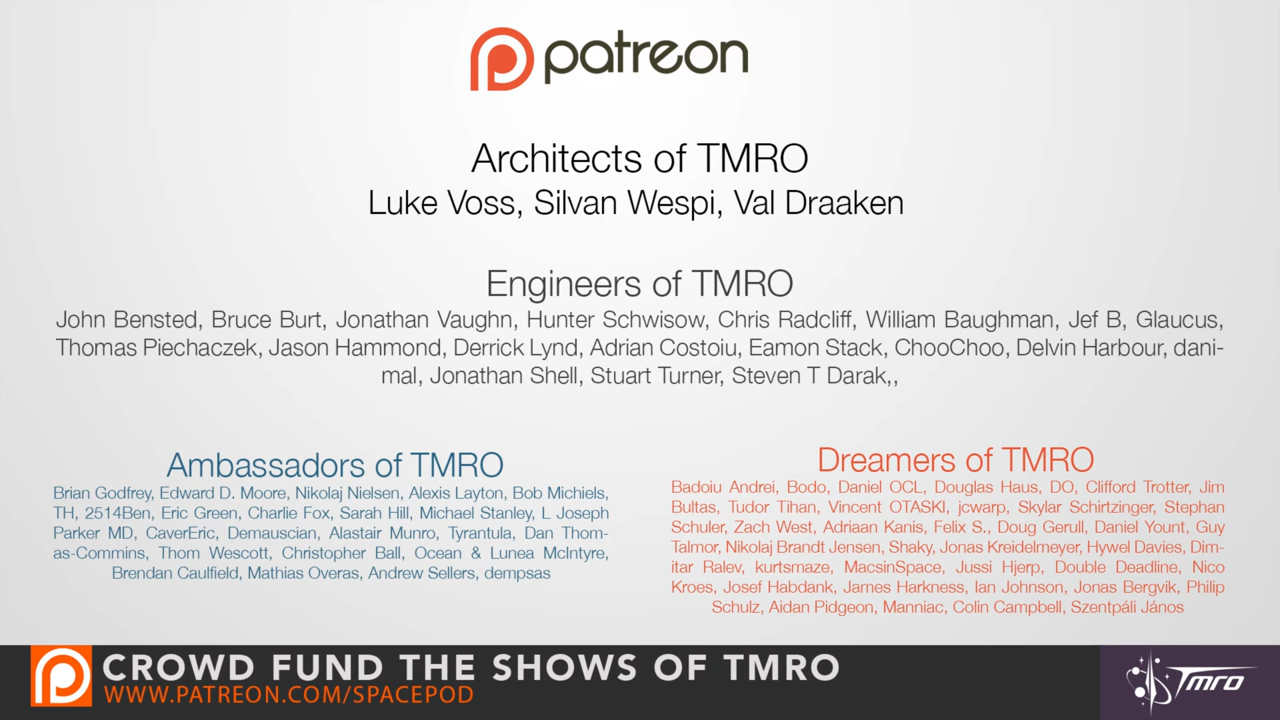 patreon
Architects of TMRO
Luke Voss, Silvan Wespi, Val Draaken
Engineers of TMRO
John Bensted, Bruce Burt, Jonathan Vaughn, Hunter Schwisow, Chris Radcliff, William Baughman, Jef B, Glaucus,
Thomas Piechaczek, Jason Hammond, Derrick Lynd, Adrian Costoiu, Eamon Stack, ChooChoo, Delvin Harbour, dani-
mal, Jonathan Shell, Stuart Turner, Steven T Darak,,
Ambassadors of TMRO
Brian Godfrey, Edward D. Moore, Nikolaj Nielsen, Alexis Layton, Bob Michiels,
TH, 2514Ben, Eric Green, Charlie Fox, Sarah Hill, Michael Stanley, L Joseph
Parker MD, CaverEric, Demauscian, Alastair Munro, Tyrantula, Dan Thom-
as-Commins, Thom Wescott, Christopher Ball, Ocean & Lunea McIntyre,
Brendan Caulfield, Mathias Overas, Andrew Sellers, dempsas
Dreamers of TMRO
Badoiu Andrei, Bodo, Daniel OCL, Douglas Haus, DO, Clifford Trotter, Jim
Bultas, Tudor Tihan, Vincent OTASKI, jcwarp, Skylar Schirtzinger, Stephan
Schuler, Zach West, Adriaan Kanis, Felix S., Doug Gerull, Daniel Yount, Guy
Talmor, Nikolaj Brandt Jensen, Shaky, Jonas Kreidelmeyer, Hywel Davies, Dim-
itar Ralev, kurtsmaze, MacsinSpace, Jussi Hjerp, Double Deadline, Nico
Kroes, Josef Habdank, James Harkness, Ian Johnson, Jonas Bergvik, Philip
Schulz, Aidan Pidgeon, Manniac, Colin Campbell, Szentpáli János
CROWD FUND THE SHOWS OF TMRO
WWW.PATREON.COM/SPACEPOD
Tmro